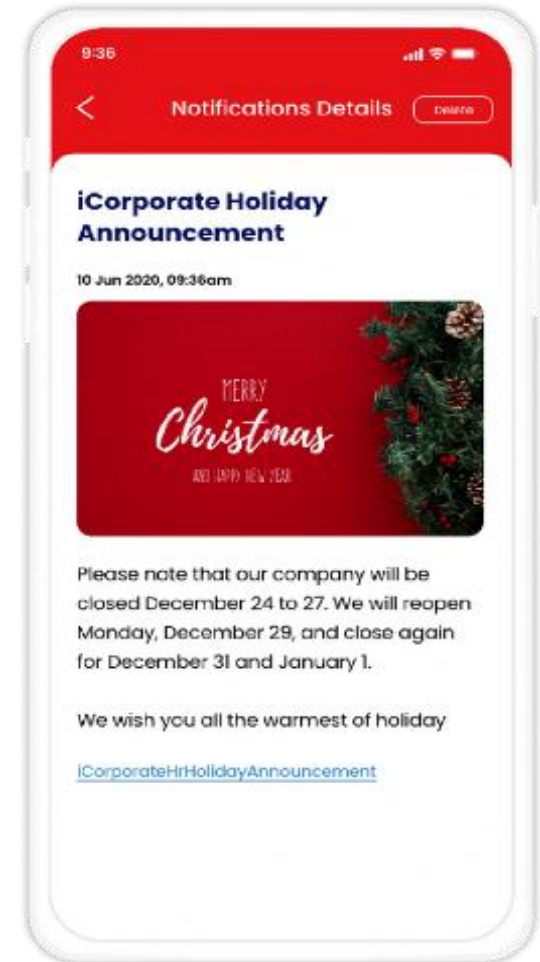 9:36
Notifications Details
Delete
iCorporate Holiday
Announcement
10 Jun 2020, 09:36am
MERRY
Christmas
AND HAPPY NEW YEAR
Please note that our company will be
closed December 24 to 27. We will reopen
Monday, December 29, and close again
for December 31 and January 1.
We wish you all the warmest of holiday
iCorporateHrHolidayAnnouncement